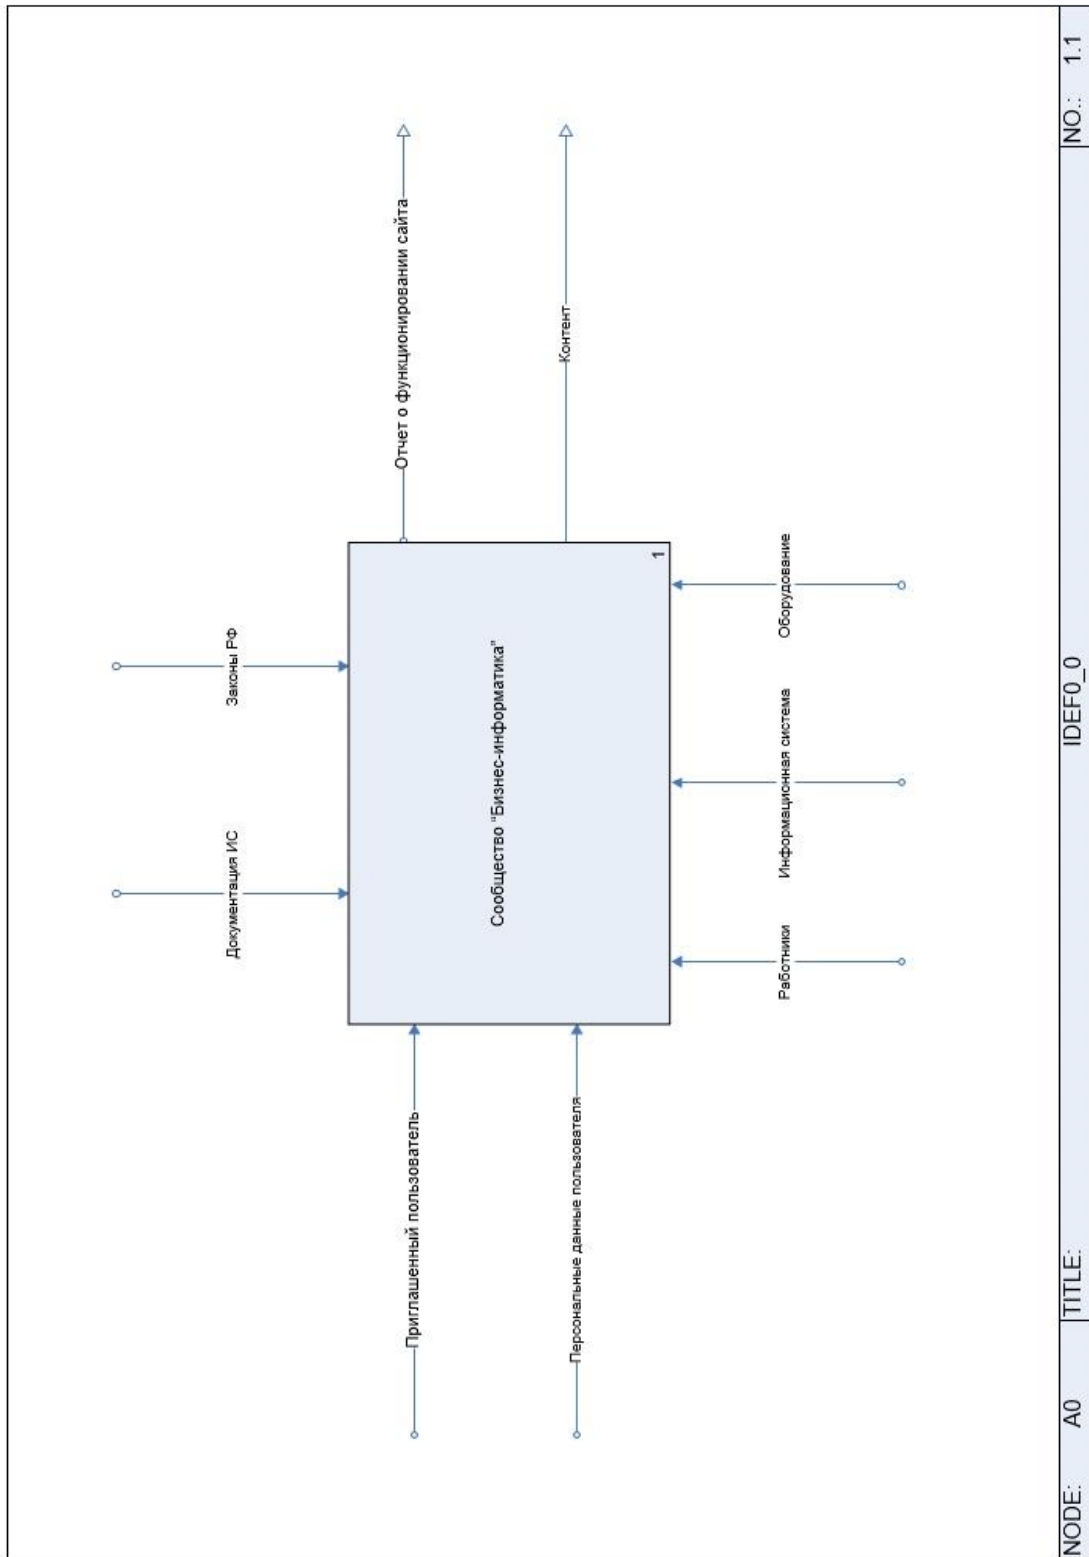 Документация ИС
Законы РФ
Приглашенный пользователь
Персональные данные пользователя
Сообщество "Бизнес-информатика"
1
Отчет о функционировании сайта
Контент
Работники
Информационная система
Оборудование
NODE: A0
TITLE: IDEF0_0
NO.: 1.1